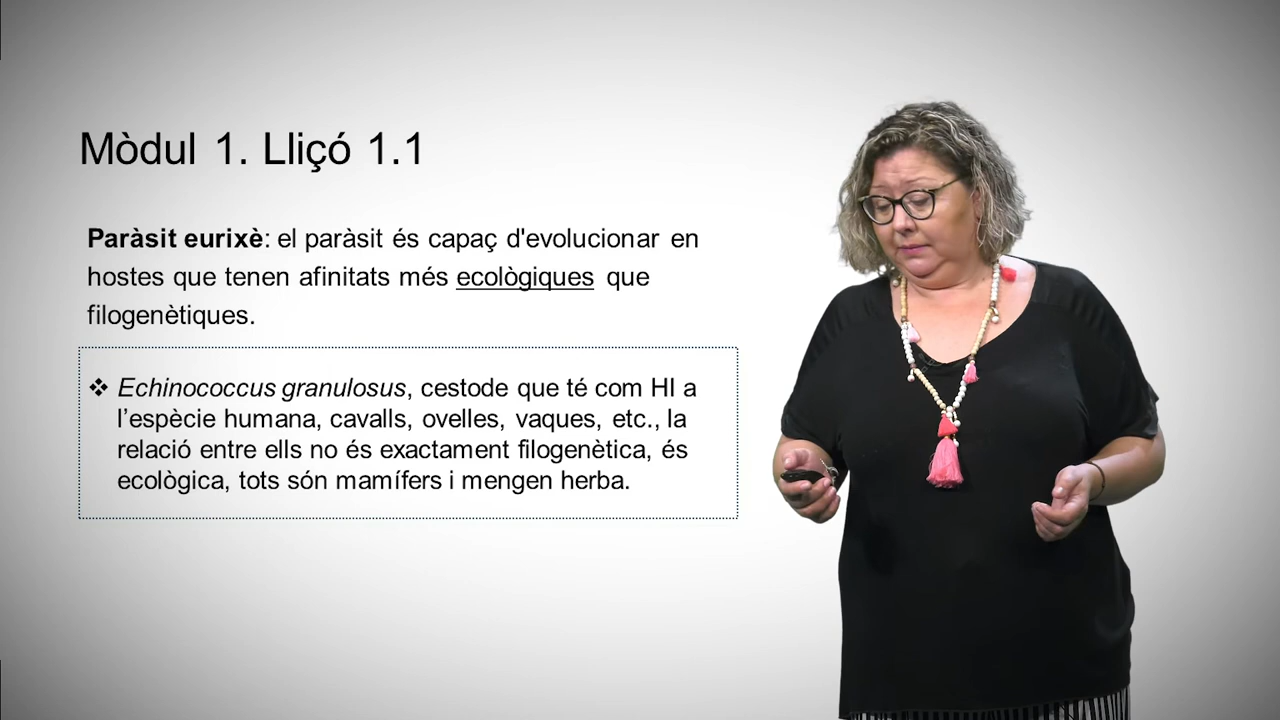 Mòdul 1. Lliçó 1.1
Paràsit eurixè: el paràsit és capaç d'evolucionar en
hostes que tenen afinitats més ecològiques que
filogenètiques.
❖ Echinococcus granulosus, cestode que té com HI a
l’espècie humana, cavalls, ovelles, vaques, etc., la
relació entre ells no és exactament filogenètica, és
ecològica, tots són mamífers i mengen herba.